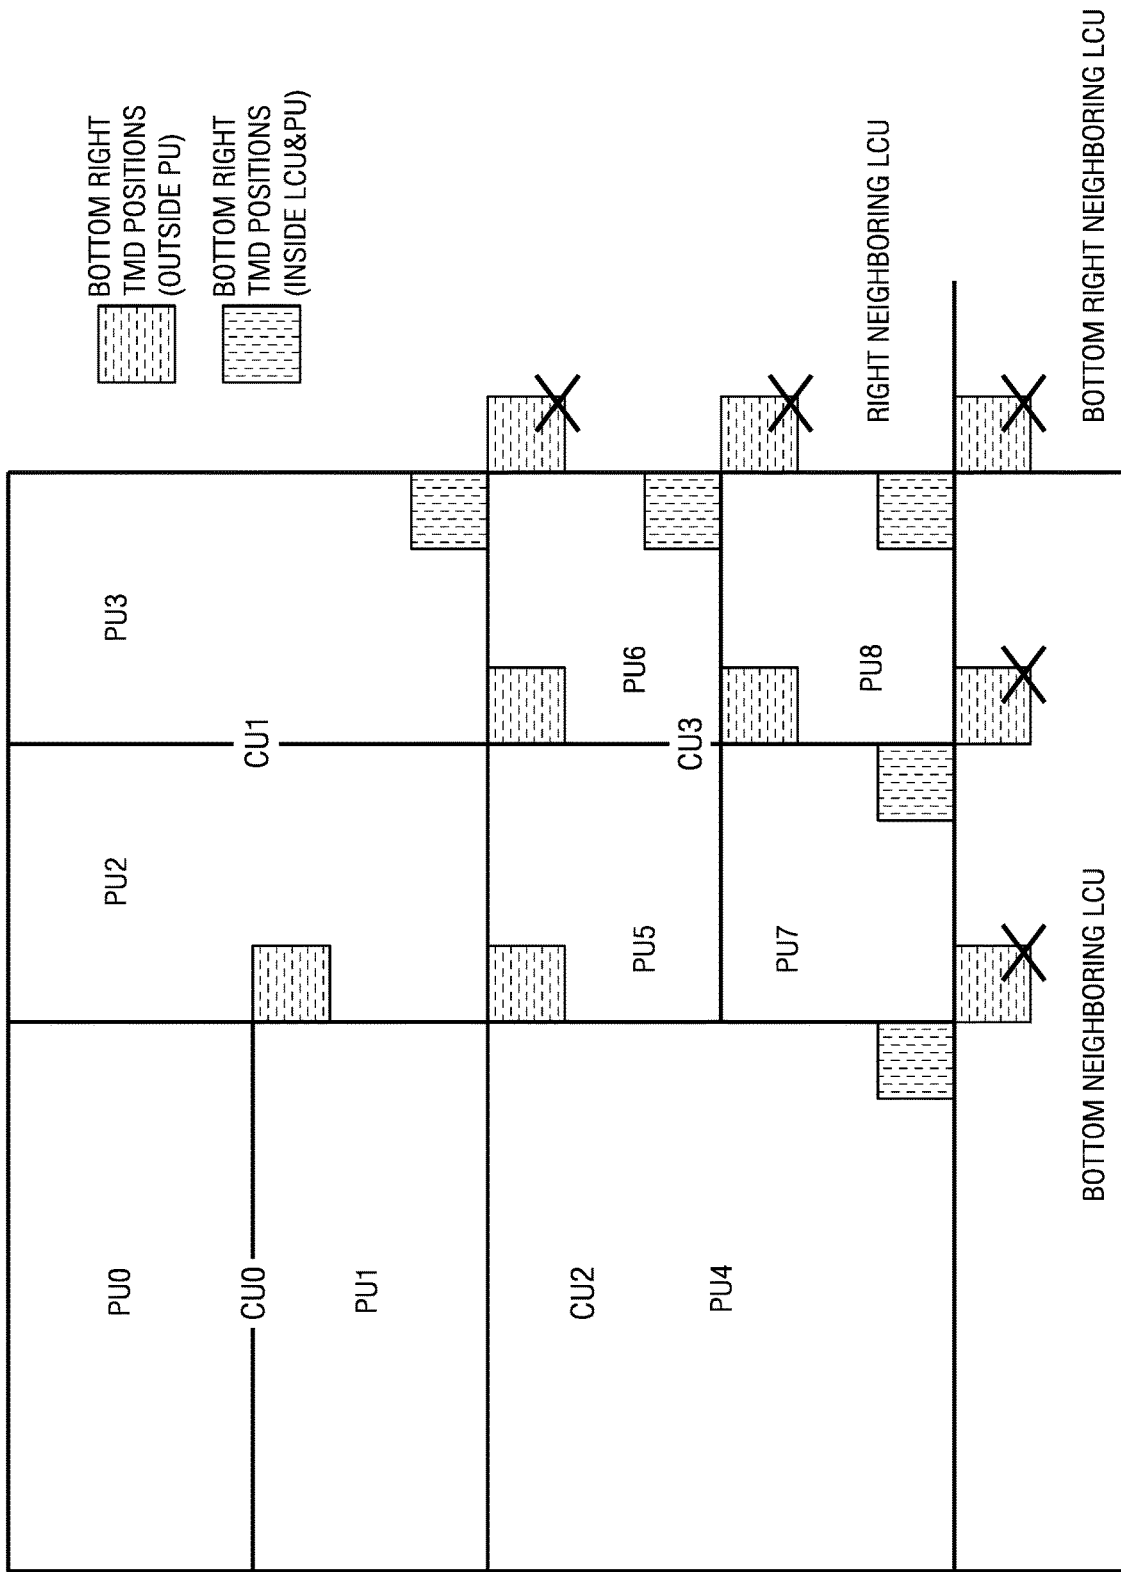 BOTTOM RIGHT
TMD POSITIONS
(OUTSIDE PU)
BOTTOM RIGHT
TMD POSITIONS
(INSIDE LCU&PU)
PU0
PU2
PU3
CU0
CU1
PU1
CU2
PU4
PU5
PU6
CU3
PU7
PU8
RIGHT NEIGHBORING LCU
BOTTOM NEIGHBORING LCU
BOTTOM RIGHT NEIGHBORING LCU